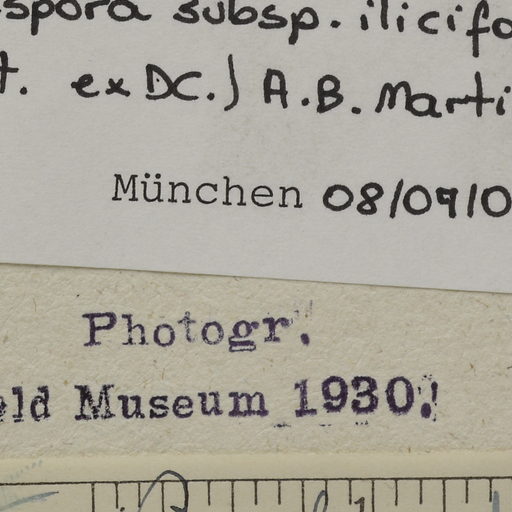 spora subsp. ilicifo
t. ex DC.) A.B. Marti
München 08/09/0
Photogr.
eld Museum 1930!